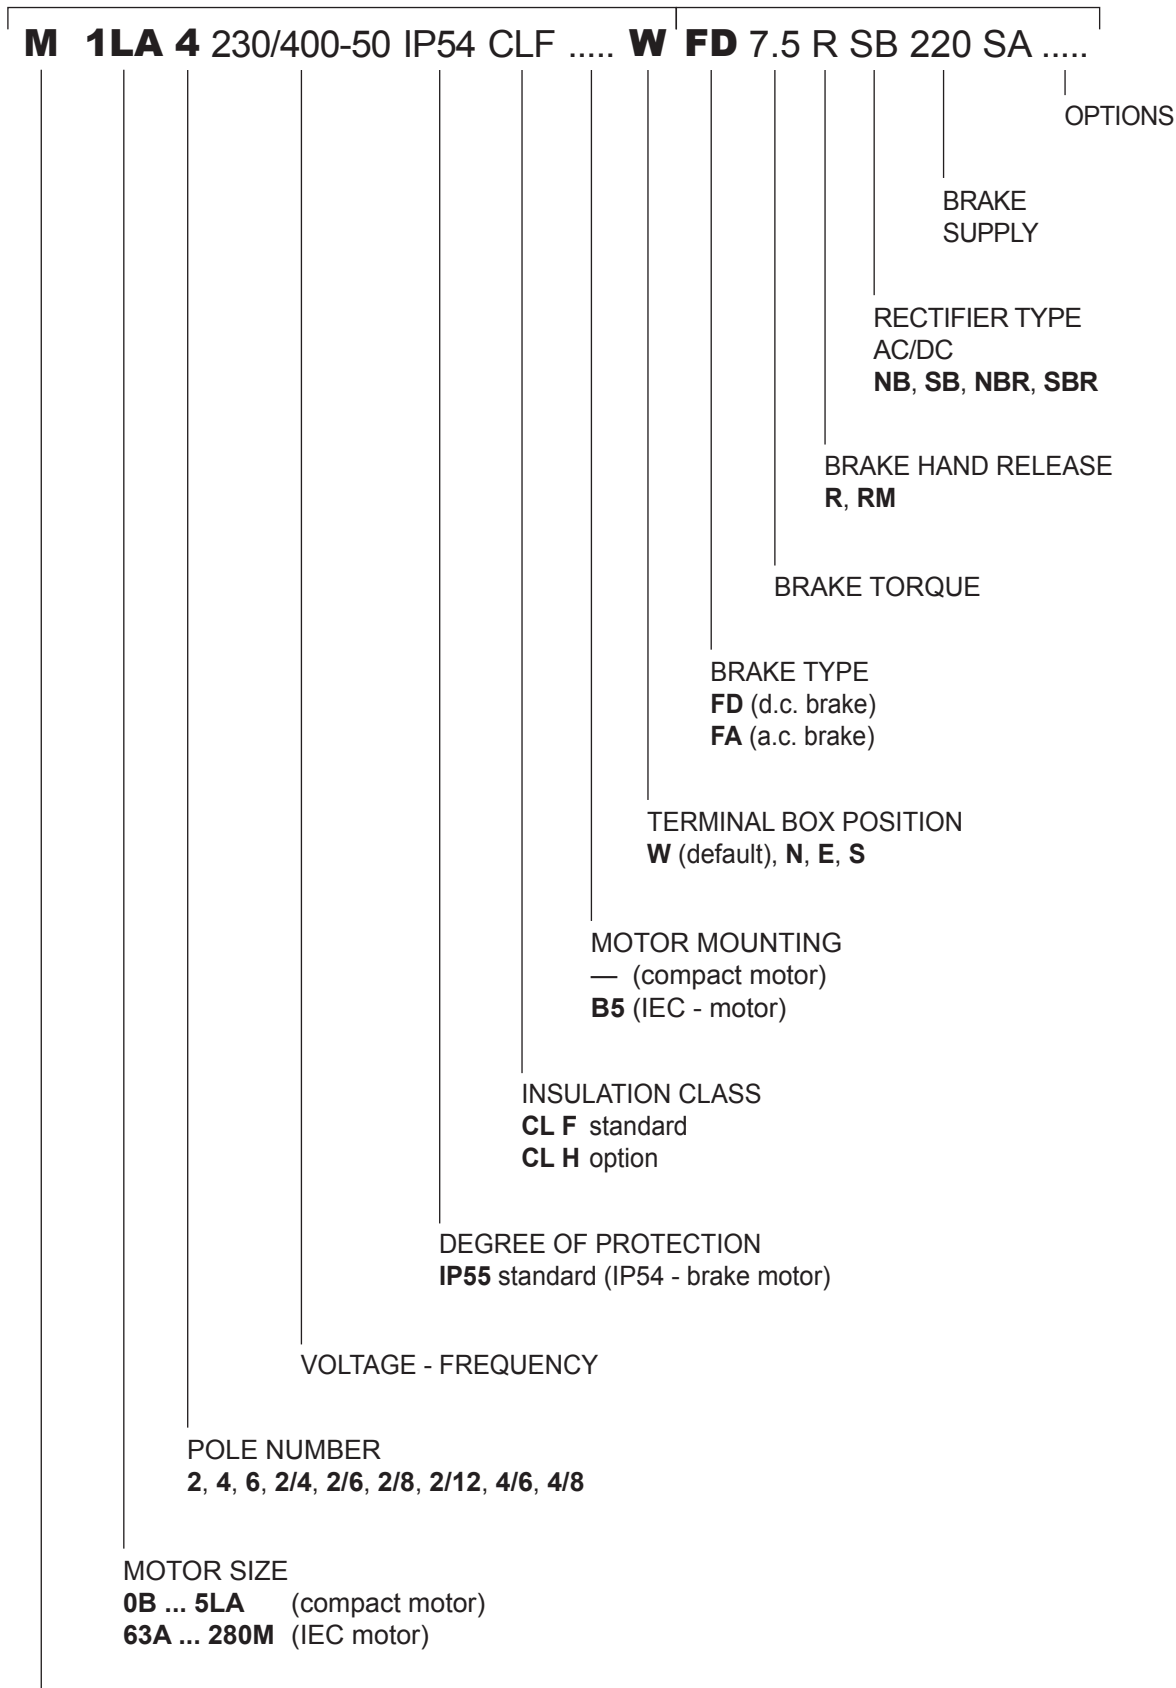 M 1LA 4 230/400-50 IP54 CLF ..... W FD 7.5 R SB 220 SA .....
OPTIONS
BRAKE
SUPPLY
RECTIFIER TYPE
AC/DC
NB, SB, NBR, SBR
BRAKE HAND RELEASE
R, RM
BRAKE TORQUE
BRAKE TYPE
FD (d.c. brake)
FA (a.c. brake)
TERMINAL BOX POSITION
W (default), N, E, S
MOTOR MOUNTING
— (compact motor)
B5 (IEC - motor)
INSULATION CLASS
CL F standard
CL H option
DEGREE OF PROTECTION
IP55 standard (IP54 - brake motor)
VOLTAGE - FREQUENCY
POLE NUMBER
2, 4, 6, 2/4, 2/6, 2/8, 2/12, 4/6, 4/8
MOTOR SIZE
0B ... 5LA (compact motor)
63A ... 280M (IEC motor)